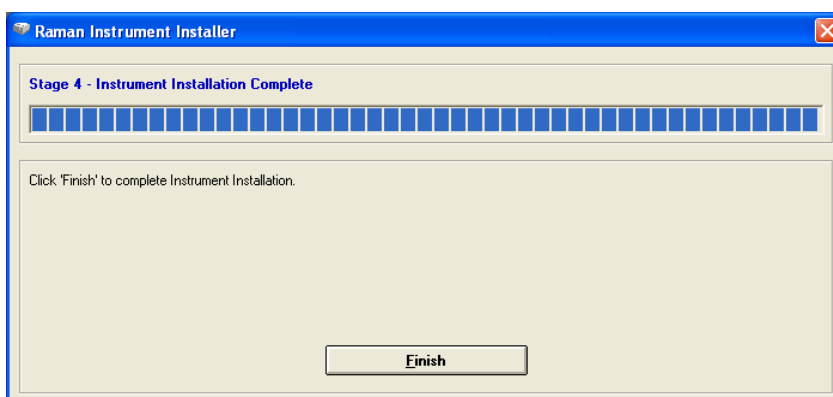 Raman Instrument Installer
Stage 4 - Instrument Installation Complete
Click 'Finish' to complete Instrument Installation.
Finish